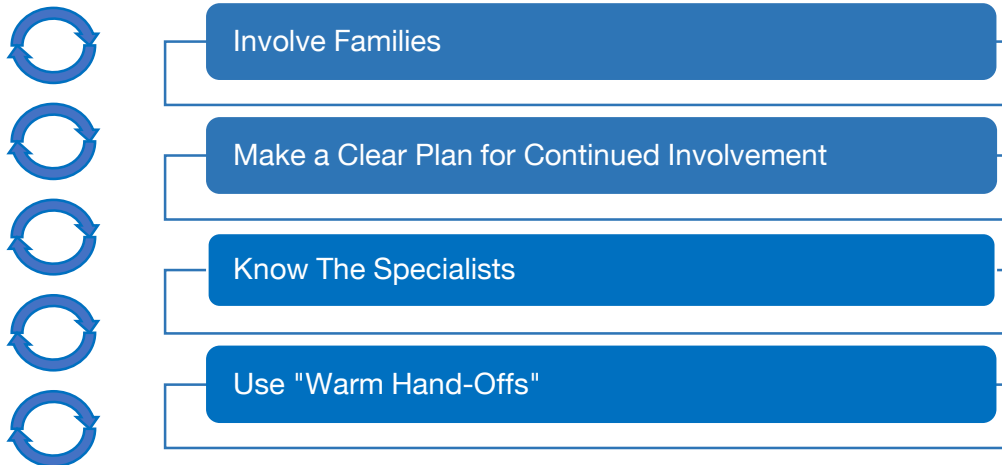 Involve Families
Make a Clear Plan for Continued Involvement
Know The Specialists
Use "Warm Hand-Offs"